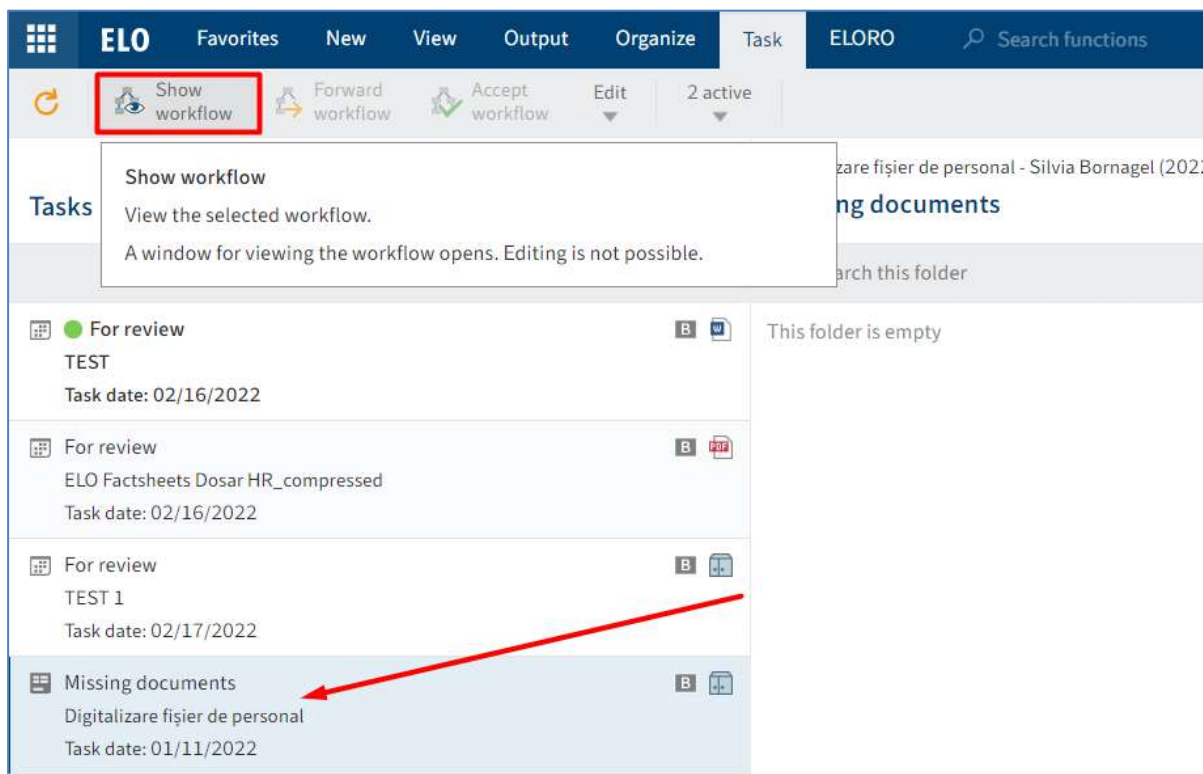 ELO Favorites New View Output Organize Task ELORO Search functions
Show workflow
Forward workflow
Accept workflow
Edit
2 active
Show workflow
View the selected workflow.
A window for viewing the workflow opens. Editing is not possible.
Tasks
zare fișier de personal - Silvia Bornagel (2022
ng documents
arch this folder
This folder is empty
For review
B
TEST
Task date: 02/16/2022
For review
B PDF
ELO Factsheets Dosar HR_compressed
Task date: 02/16/2022
For review
B
TEST 1
Task date: 02/17/2022
Missing documents
B
Digitalizare fișier de personal
Task date: 01/11/2022